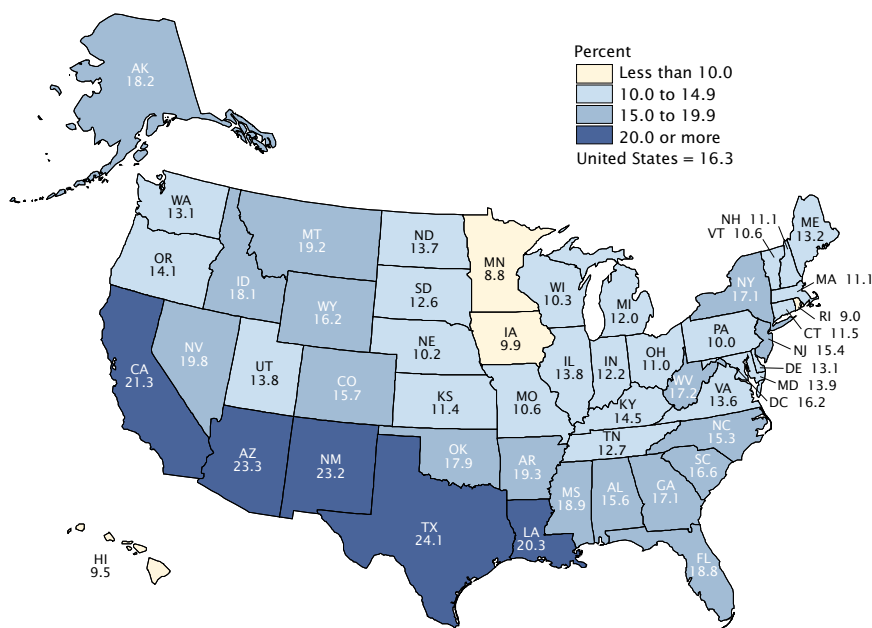 Percent
Less than 10.0
10.0 to 14.9
15.0 to 19.9
20.0 or more
United States = 16.3
AK
18.2
WA
13.1
OR
14.1
CA
21.3
ID
18.1
NV
19.8
MT
19.2
WY
16.2
UT
13.8
AZ
23.3
CO
15.7
NM
23.2
ND
13.7
SD
12.6
NE
10.2
KS
11.4
OK
17.9
TX
24.1
MN
8.8
IA
9.9
MO
10.6
AR
19.3
LA
20.3
WI
10.3
IL
13.8
MI
12.0
IN
12.2
OH
11.0
KY
14.5
TN
12.7
MS
18.9
AL
15.6
GA
17.1
FL
18.8
SC
16.6
NC
15.3
VA
13.6
WV
17.2
PA
10.0
NY
17.1
ME
13.2
NH 11.1
VT 10.6
MA 11.1
RI 9.0
CT 11.5
NJ 15.4
DE 13.1
MD 13.9
DC 16.2
HI
9.5